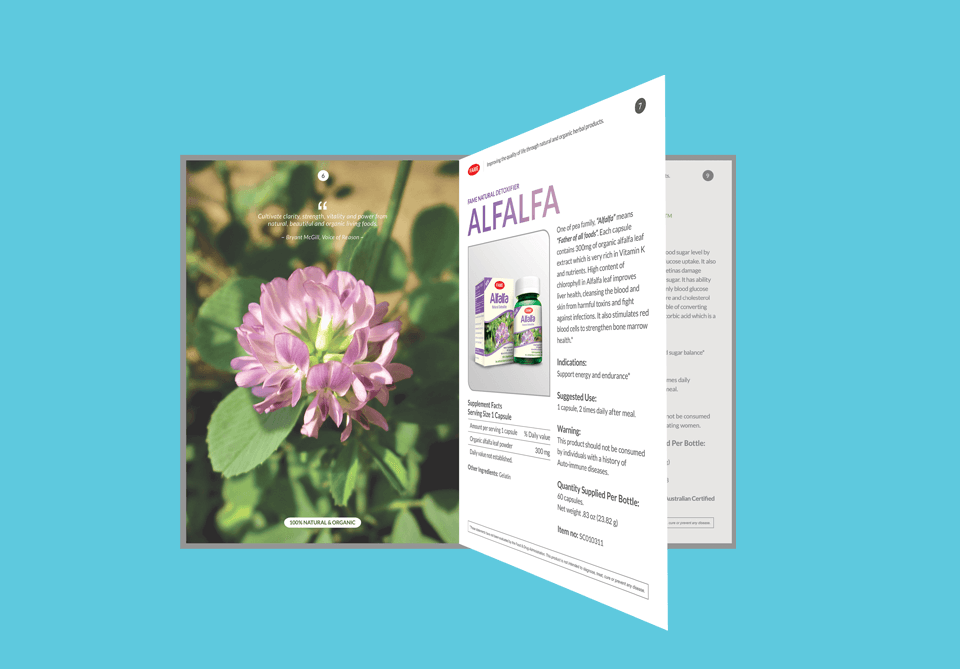 6
“
Cultivate clarity, strength, vitality and power from
natural, beautiful and organic living foods.
~ Bryant McGill, Voice of Reason ~
100% NATURAL & ORGANIC
7
FAME
Improving the quality of life through natural and organic herbal products.
FAME NATURAL DETOXIFIER
ALFALFA
FAME
Alfalfa
FAME
Alfalfa
One of pea family, "Alfalfa" means
"Father of all foods". Each capsule
contains 300mg of organic alfalfa leaf
extract which is very rich in Vitamin K
and nutrients. High content of
chlorophyll in Alfalfa leaf improves
liver health, cleansing the blood and
skin from harmful toxins and fight
against infections. It also stimulates red
blood cells to strengthen bone marrow
health.*
Indications:
Support energy and endurance*
Suggested Use:
1 capsule, 2 times daily after meal.
Warning:
This product should not be consumed
by individuals with a history of
Auto-immune diseases.
Quantity Supplied Per Bottle:
60 capsules.
Net weight .83 oz (23.82 g)
Item no: SC010311
Supplement Facts
Serving Size 1 Capsule
Amount per serving 1 capsule % Daily value
Organic alfalfa leaf powder 300 mg
Daily value not established.
Other Ingredients: Gelatin.
These statements have not been evaluated by the Food & Drug Administration. This product is not intended to diagnose, treat, cure or prevent any disease.
9
ts.
TM
ood sugar level by
ucose uptake. It also
etinas damage
sugar. It has ability
nly blood glucose
re and cholesterol
ble of converting
corbic acid which is a
d sugar balance*
mes daily
meal.
not be consumed
ating women.
d Per Bottle:
Australian Certified
cure or prevent any disease.